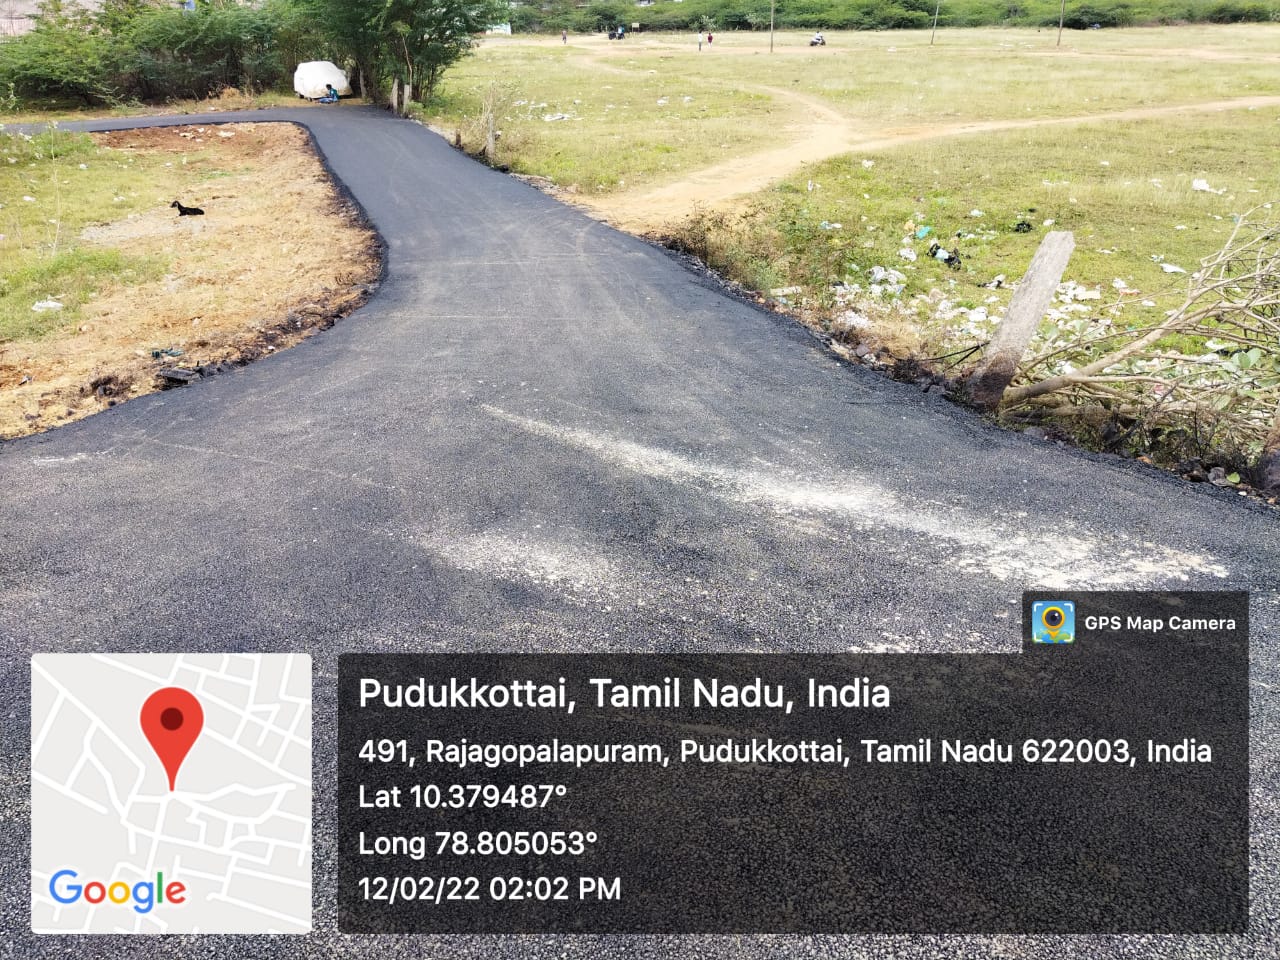 GPS Map Camera
Pudukkottai, Tamil Nadu, India
491, Rajagopalapuram, Pudukkottai, Tamil Nadu 622003, India
Lat 10.379487°
Long 78.805053°
12/02/22 02:02 PM
Google